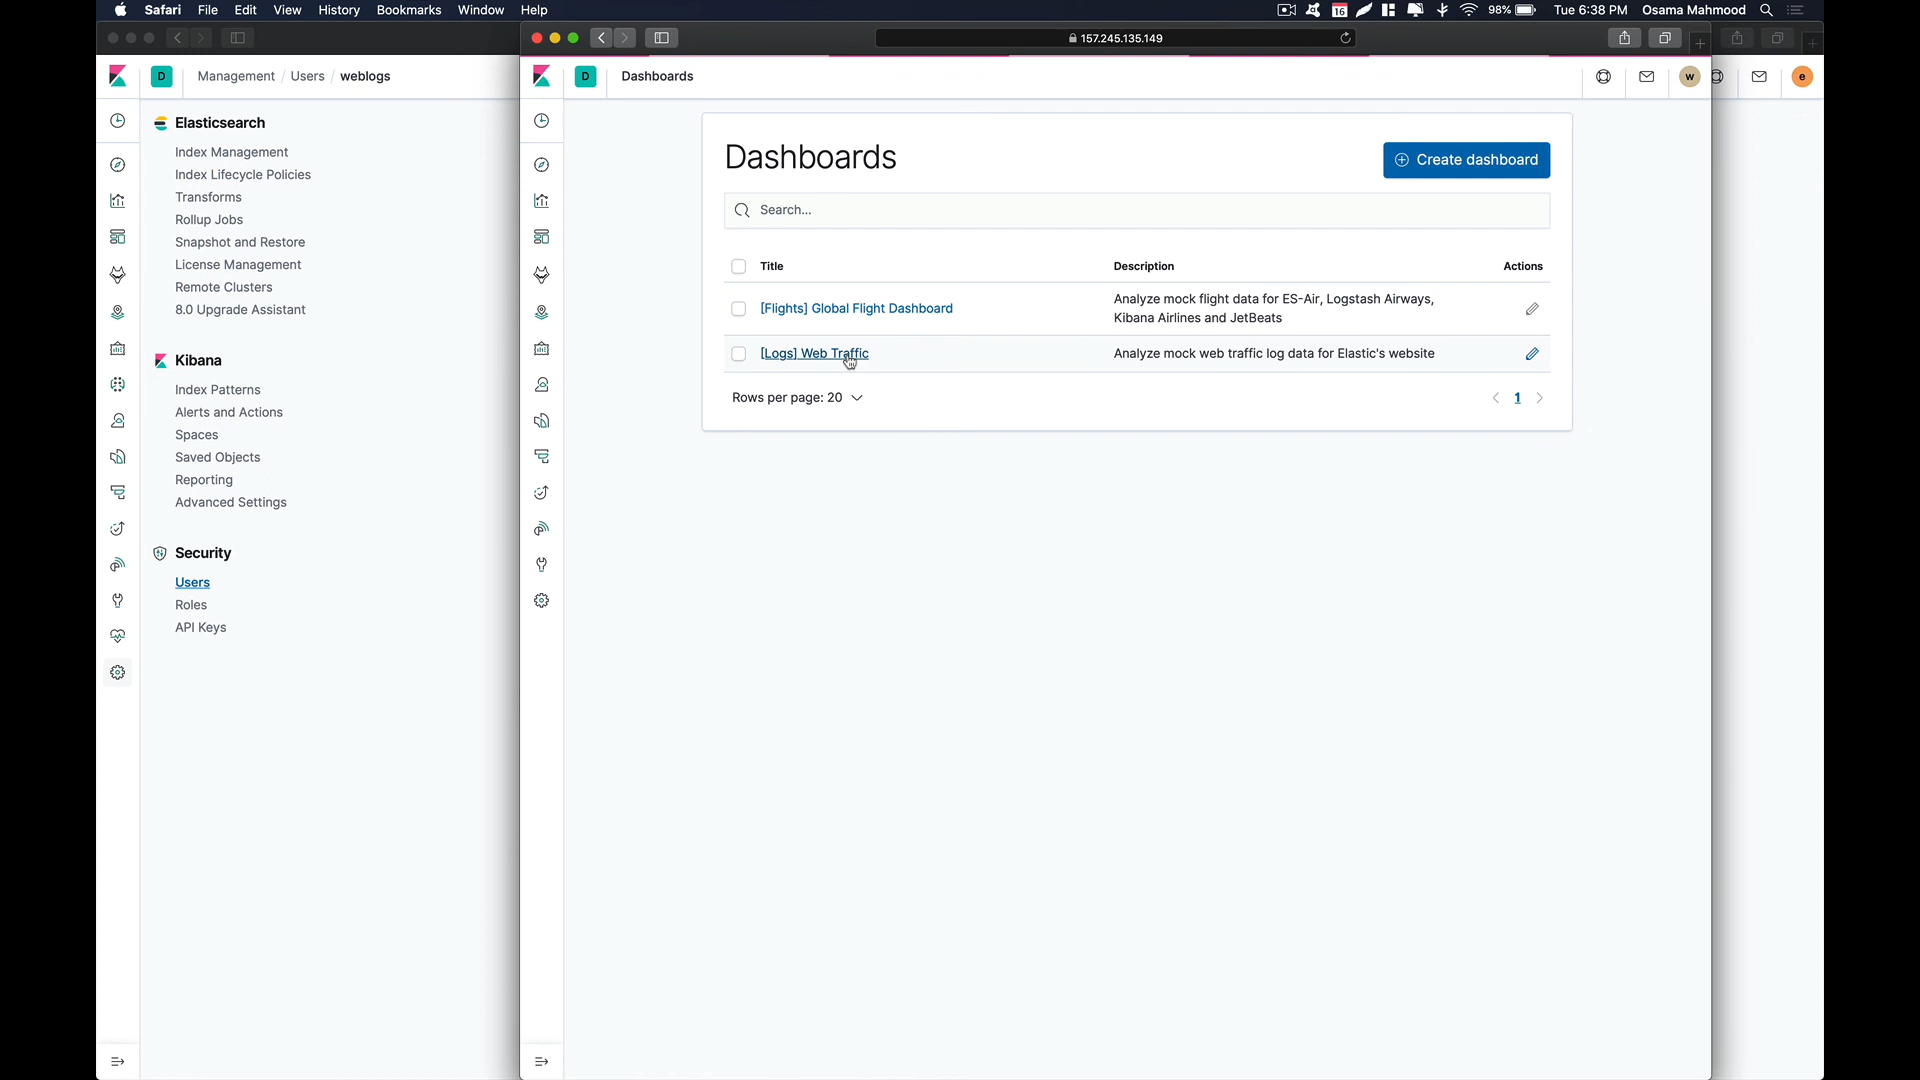 Safari File Edit View History Bookmarks Window Help
16 98% Tue 6:38 PM Osama Mahmood
157.245.135.149
D Management / Users / weblogs
D Dashboards
w
e
Elasticsearch
Index Management
Index Lifecycle Policies
Transforms
Rollup Jobs
Snapshot and Restore
License Management
Remote Clusters
8.0 Upgrade Assistant
Kibana
Index Patterns
Alerts and Actions
Spaces
Saved Objects
Reporting
Advanced Settings
Security
Users
Roles
API Keys
Dashboards
Create dashboard
Search...
Title Description Actions
[Flights] Global Flight Dashboard
Analyze mock flight data for ES-Air, Logstash Airways,
Kibana Airlines and JetBeats
[Logs] Web Traffic
Analyze mock web traffic log data for Elastic's website
Rows per page: 20
1